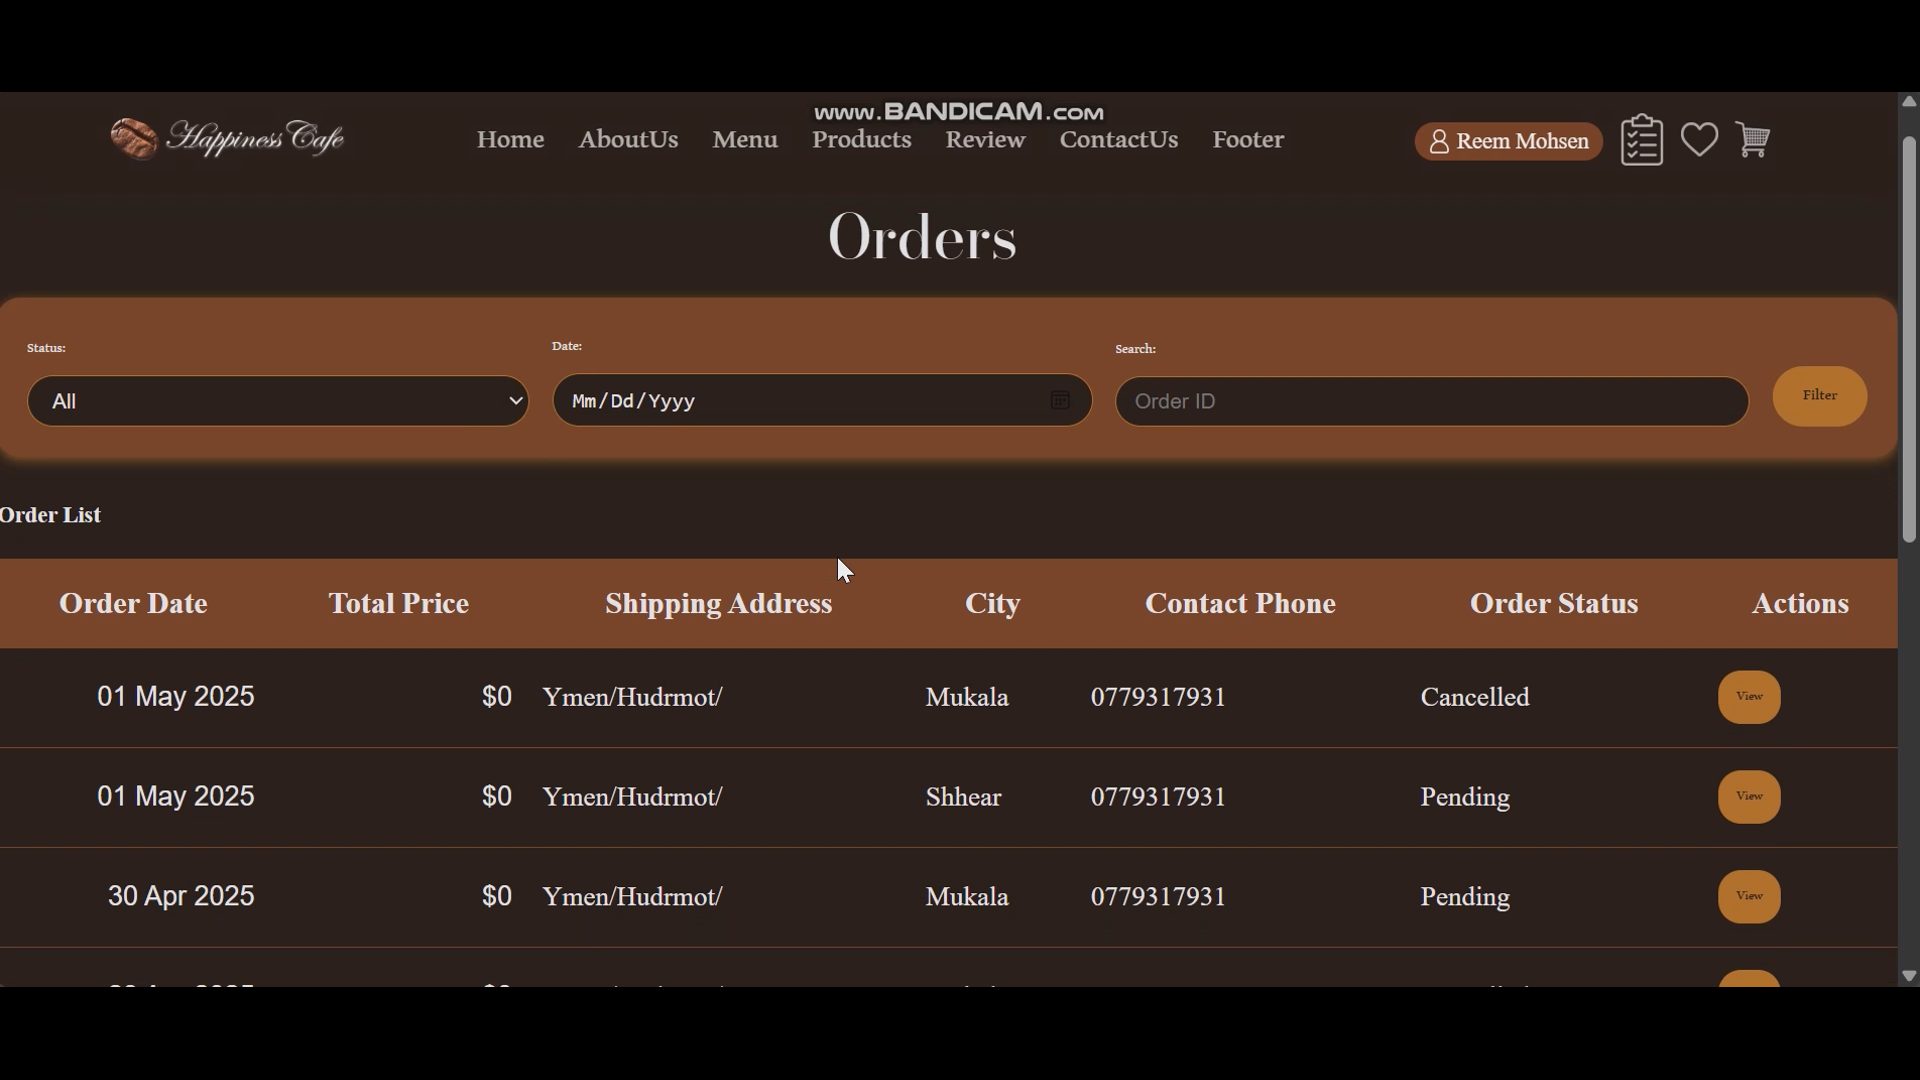 www.BANDICAM.com
Happiness Cafe
Home AboutUs Menu Products Review ContactUs Footer
Reem Mohsen
Orders
Status:
Date:
Search:
All
Mm/Dd/Yyyy
Order ID
Filter
Order List
Order Date Total Price Shipping Address City Contact Phone Order Status Actions
01 May 2025 $0 Ymen/Hudrmot/ Mukala 0779317931 Cancelled View
01 May 2025 $0 Ymen/Hudrmot/ Shhear 0779317931 Pending View
30 Apr 2025 $0 Ymen/Hudrmot/ Mukala 0779317931 Pending View